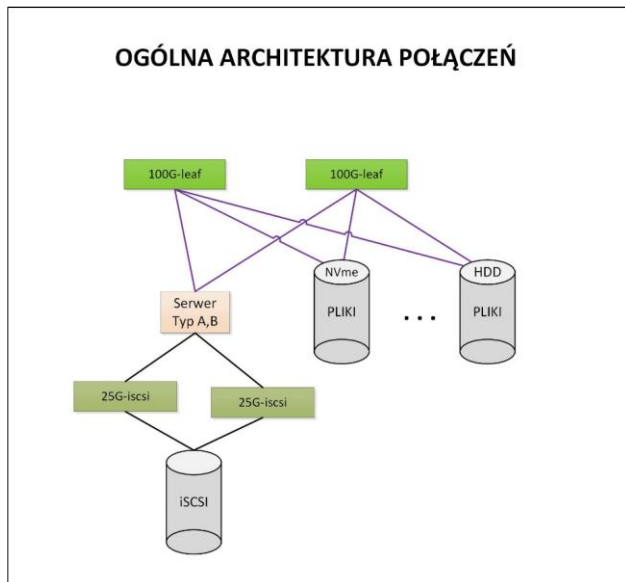 OGÓLNA ARCHITEKTURA POŁĄCZEŃ
100G-leaf
100G-leaf
NVme
HDD
Serwer
Typ A,B
PLIKI
...
PLIKI
25G-iscsi
25G-iscsi
iSCSI